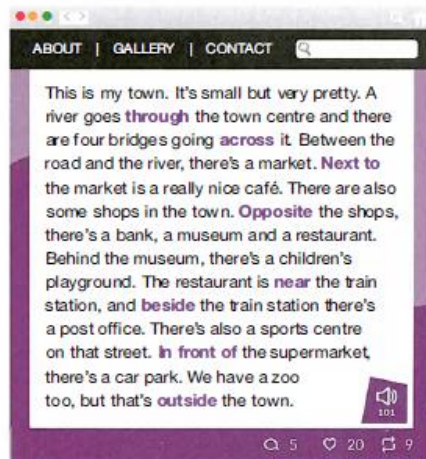 ABOUT | GALLERY | CONTACT
This is my town. It's small but very pretty. A
river goes through the town centre and there
are four bridges going across it. Between the
road and the river, there's a market. Next to
the market is a really nice café. There are also
some shops in the town. Opposite the shops,
there's a bank, a museum and a restaurant.
Behind the museum, there's a children's
playground. The restaurant is near the train
station, and beside the train station there's
a post office. There's also a sports centre
on that street. In front of the supermarket,
there's a car park. We have a zoo
too, but that's outside the town.
101
5 20 9